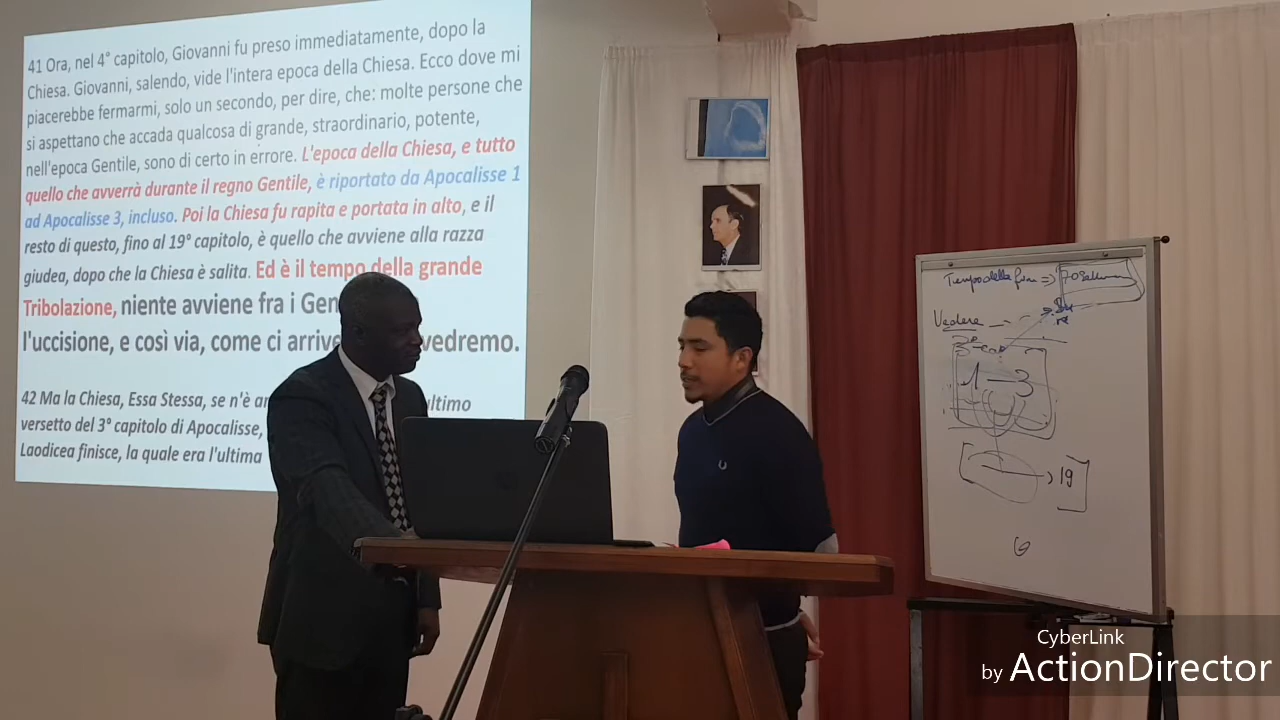 41 Ora, nel 4° capitolo, Giovanni fu preso immediatamente, dopo la
Chiesa. Giovanni, salendo, vide l'intera epoca della Chiesa. Ecco dove mi
piacerebbe fermarmi, solo un secondo, per dire, che: molte persone che
si aspettano che accada qualcosa di grande, straordinario, potente,
nell'epoca Gentile, sono di certo in errore. L'epoca della Chiesa, e tutto
quello che avverrà durante il regno Gentile, è riportato da Apocalisse 1
ad Apocalisse 3, incluso. Poi la Chiesa fu rapita e portata in alto, e il
resto di questo, fino al 19° capitolo, è quello che avviene alla razza
giudea, dopo che la Chiesa è salita. Ed è il tempo della grande
Tribolazione, niente avviene fra i Gen
l'uccisione, e così via, come ci arrive vedremo.
42 Ma la Chiesa, Essa Stessa, se n'è an ultimo
versetto del 3° capitolo di Apocalisse,
Laodicea finisce, la quale era l'ultima
Tempo della fine =>
Vedere
1 – 3
19
CyberLink
by ActionDirector